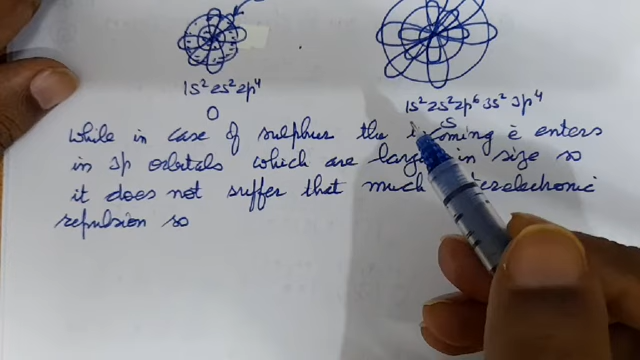 1s² 2s² 2p⁴
O
1s² 2s² 2p⁶ 3s² 3p⁴
S
While in case of sulphur the incoming e enters
in 3p orbitals which are large in size so
it does not suffer that much interelectronic
repulsion so